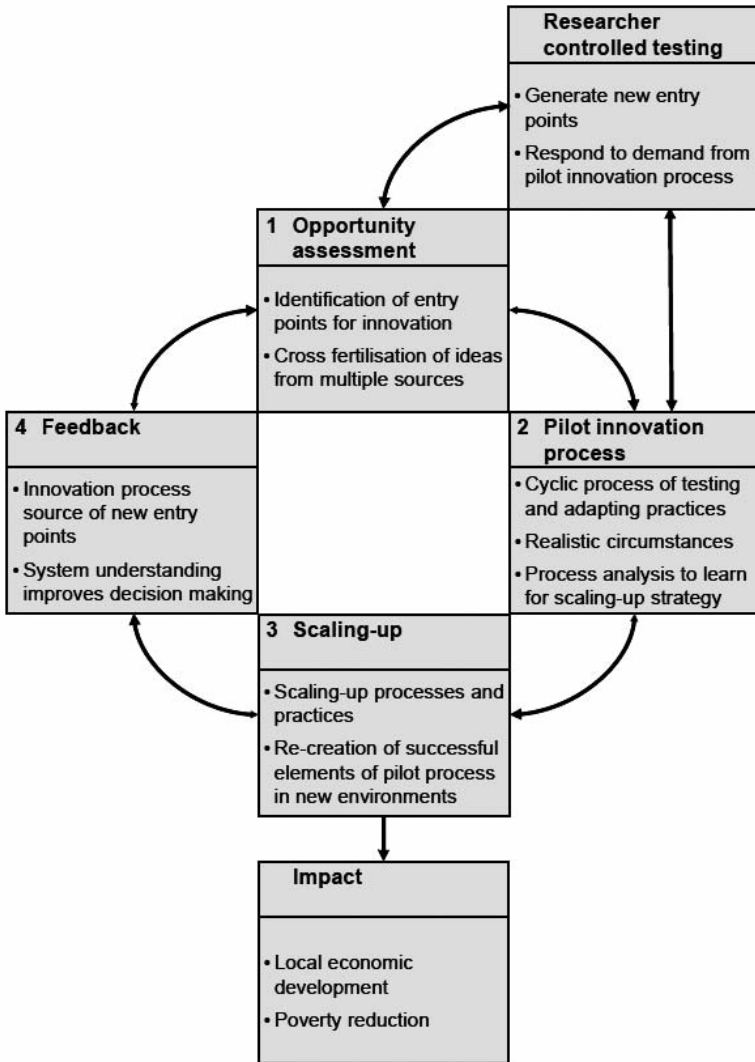 Researcher
controlled testing
• Generate new entry
points
• Respond to demand from
pilot innovation process
1 Opportunity
assessment
• Identification of entry
points for innovation
• Cross fertilisation of ideas
from multiple sources
2 Pilot innovation
process
• Cyclic process of testing
and adapting practices
• Realistic circumstances
• Process analysis to learn
for scaling-up strategy
3 Scaling-up
• Scaling-up processes and
practices
• Re-creation of successful
elements of pilot process
in new environments
4 Feedback
• Innovation process
source of new entry
points
• System understanding
improves decision making
Impact
• Local economic
development
• Poverty reduction